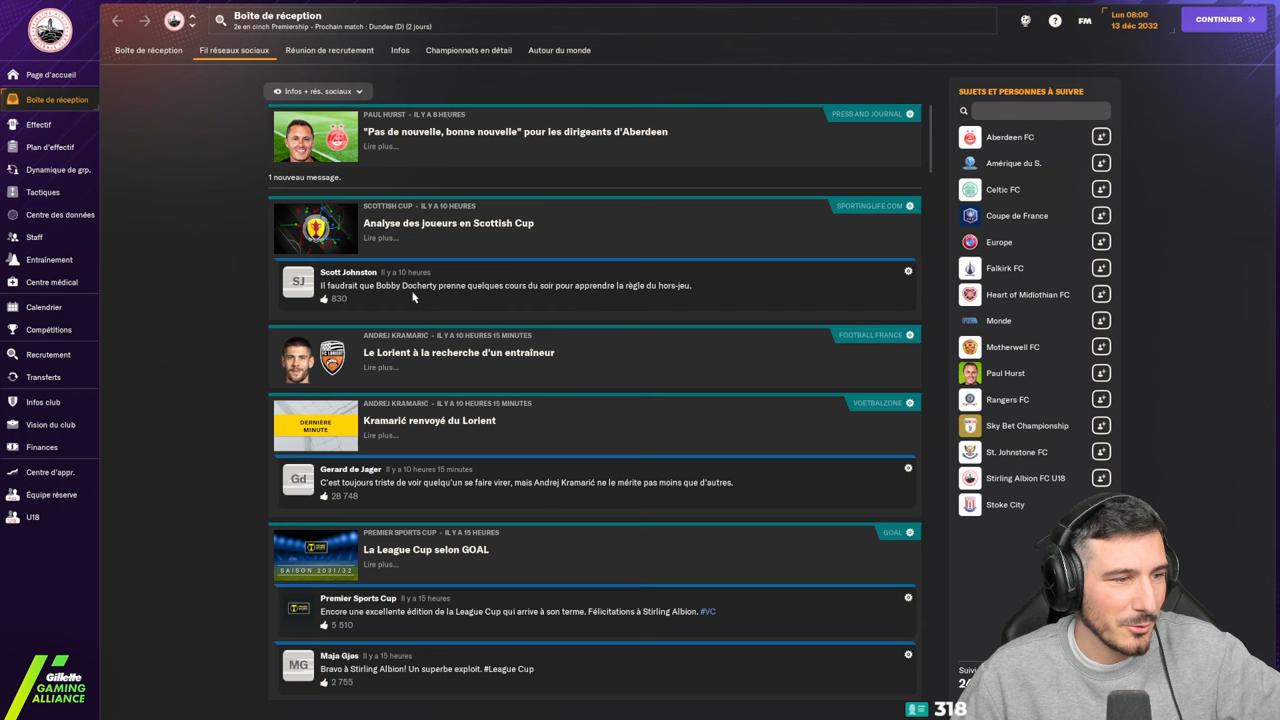 Boîte de réception
2e en cinch Premiership - Prochain match : Dundee (D) (2 jours)
FM
Lun 08:00
13 déc 2032
CONTINUER
Boîte de réception
Fil réseaux sociaux
Réunion de recrutement
Infos
Championnats en détail
Autour du monde
Page d'accueil
Boîte de réception
Effectif
Plan d'effectif
Dynamique de grp.
Tactiques
Centre des données
Staff
Entraînement
Centre médical
Calendrier
Compétitions
Recrutement
Transferts
Infos club
Vision du club
Finances
Centre d'appr.
Équipe réserve
U18
Gillette
GAMING
ALLIANCE
Infos + rés. sociaux
PAUL HURST - IL Y A 8 HEURES
PRESS AND JOURNAL
"Pas de nouvelle, bonne nouvelle" pour les dirigeants d'Aberdeen
Lire plus...
1 nouveau message.
SCOTTISH CUP - IL Y A 10 HEURES
SPORTINGLIFE.COM
Analyse des joueurs en Scottish Cup
Lire plus...
SJ
Scott Johnston Il y a 10 heures
Il faudrait que Bobby Docherty prenne quelques cours du soir pour apprendre la règle du hors-jeu.
830
ANDREJ KRAMARIĆ - IL Y A 10 HEURES 15 MINUTES
FOOTBALL FRANCE
Le Lorient à la recherche d'un entraîneur
Lire plus...
ANDREJ KRAMARIĆ - IL Y A 10 HEURES 15 MINUTES
VOETBALZONE
DERNIÈRE
MINUTE
Kramarić renvoyé du Lorient
Lire plus...
Gd
Gerard de Jager Il y a 10 heures 15 minutes
C'est toujours triste de voir quelqu'un se faire virer, mais Andrej Kramarić ne le mérite pas moins que d'autres.
28 748
PREMIER SPORTS CUP - IL Y A 15 HEURES
GOAL
SAISON 2031/32
La League Cup selon GOAL
Lire plus...
Premier Sports Cup Il y a 15 heures
Encore une excellente édition de la League Cup qui arrive à son terme. Félicitations à Stirling Albion. #VC
5 510
MG
Maja Gjøs Il y a 15 heures
Bravo à Stirling Albion! Un superbe exploit. #League Cup
2 755
SUJETS ET PERSONNES À SUIVRE
Aberdeen FC
Amérique du S.
Celtic FC
Coupe de France
Europe
Falkirk FC
Heart of Midlothian FC
Monde
Motherwell FC
Paul Hurst
Rangers FC
Sky Bet Championship
St. Johnstone FC
Stirling Albion FC U18
Stoke City
318